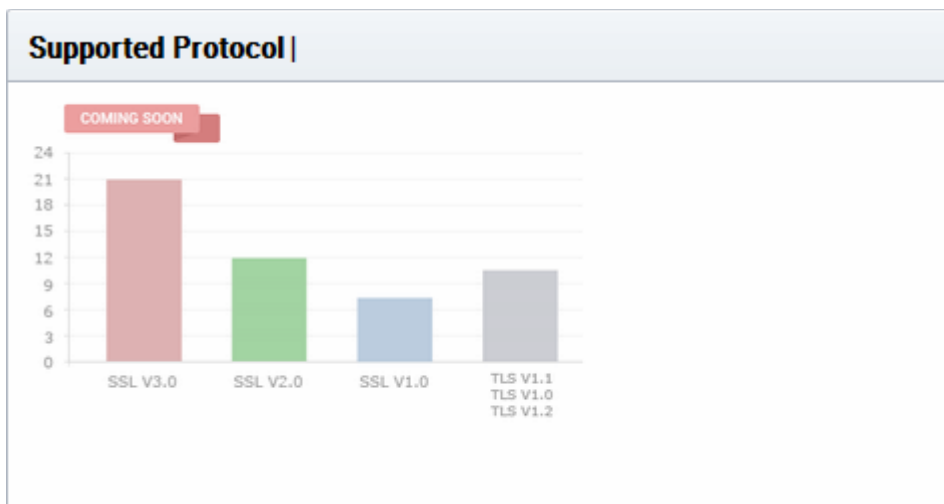 Supported Protocol|
COMING SOON
24
21
18
15
12
9
6
3
0
SSL V3.0
SSL V2.0
SSL V1.0
TLS V1.1
TLS V1.0
TLS V1.2